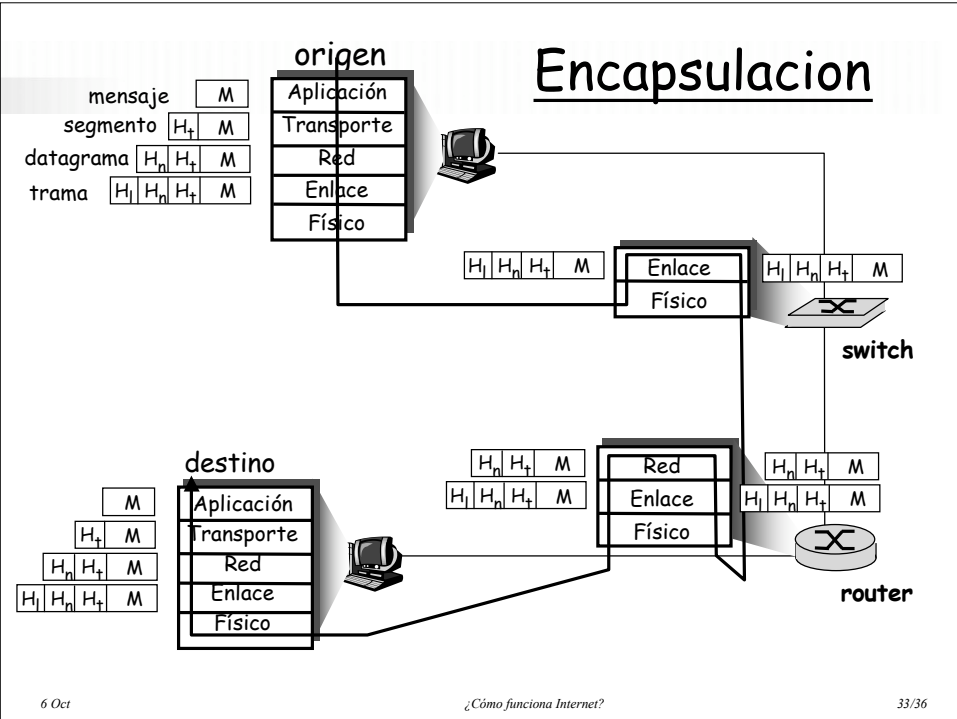 Encapsulacion
origen
mensaje M Aplicación
segmento Ht M Transporte
datagrama Hn Ht M Red
trama Hl Hn Ht M Enlace
Físico
Hl Hn Ht M Enlace Hl Hn Ht M
Físico
switch
Hn Ht M Red Hn Ht M
Hl Hn Ht M Enlace Hl Hn Ht M
Físico
router
destino
M Aplicación
Ht M Transporte
Hn Ht M Red
Hl Hn Ht M Enlace
Físico
6 Oct ¿Cómo funciona Internet? 33/36